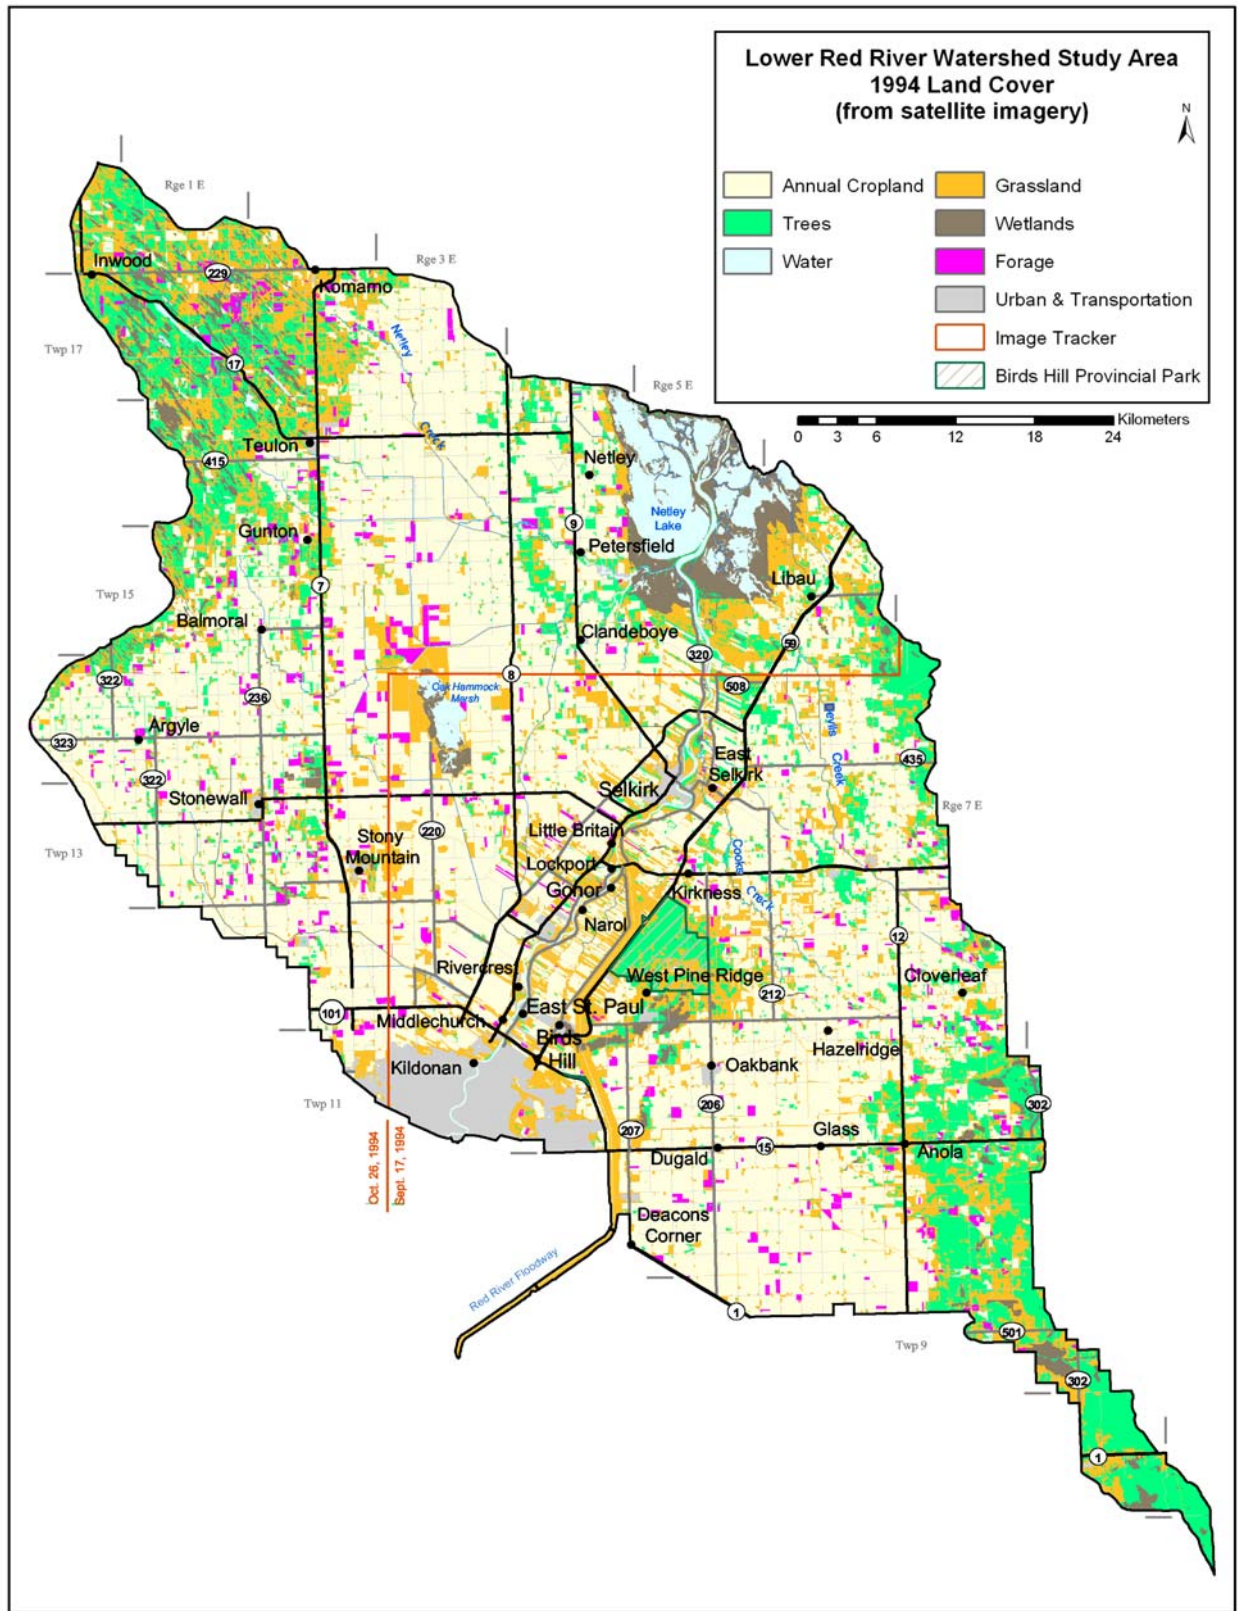 Lower Red River Watershed Study Area
1994 Land Cover
(from satellite imagery)
N
Annual Cropland
Grassland
Trees
Wetlands
Water
Forage
Urban & Transportation
Image Tracker
Birds Hill Provincial Park
Kilometers
0 3 6 12 18 24
Rge 1 E
Rge 3 E
Rge 5 E
Rge 7 E
Twp 17
Twp 15
Twp 13
Twp 11
Twp 9
Inwood
229
Komarno
17
Netley
Creek
Teulon
415
Netley
9
Netley
Lake
Gunton
Petersfield
7
Libau
Balmoral
Clandeboye
59
320
322
236
8
508
Oak Hammock
Marsh
Argyle
323
322
Devils
Creek
435
East
Selkirk
Selkirk
Stonewall
220
Little Britain
Stony
Mountain
Lockport
Cooks
Creek
Gonor
Kirkness
Narol
12
Rivercrest
West Pine Ridge
Cloverleaf
212
101
East St. Paul
Middlechurch
Birds
Hill
Hazelridge
Kildonan
Oakbank
206
302
207
Glass
15
Dugald
Anola
Oct. 26, 1994
Sept. 17, 1994
Deacons
Corner
Red River Floodway
1
501
302
1